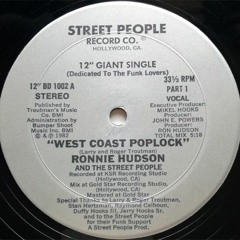 STREET PEOPLE
RECORD CO. ®
HOLLYWOOD, CA.
12" GIANT SINGLE
(Dedicated To The Funk Lovers)
12" BD 1002 A
STEREO
33⅓ RPM
PART 1
VOCAL
Published by
Troutman's Music Co. BMI
Administration by
Bumper Shoot
Music Inc. BMI
© & ℗ 1982
Executive Producer:
MIKEL HOOKS
Producer:
JOHN E. POWERS
Producer:
RON HUDSON
TOTAL MIX: 5:18
"WEST COAST POPLOCK"
(Larry and Roger Troutman)
RONNIE HUDSON
AND THE STREET PEOPLE
Recorded at KSR Recording Studio,
(Hollywood, CA)
Mix at Gold Star Recording Studio,
(Hollywood, CA)
Mastered at Gold Star
Special Thanks to Larry & Roger Troutman,
Stan Hertzman, Raymond Calhoun,
Duffy Hooks III, Jerry Hooks Sr.
and to the Street People
for their Funk Support
A Street People Prod.